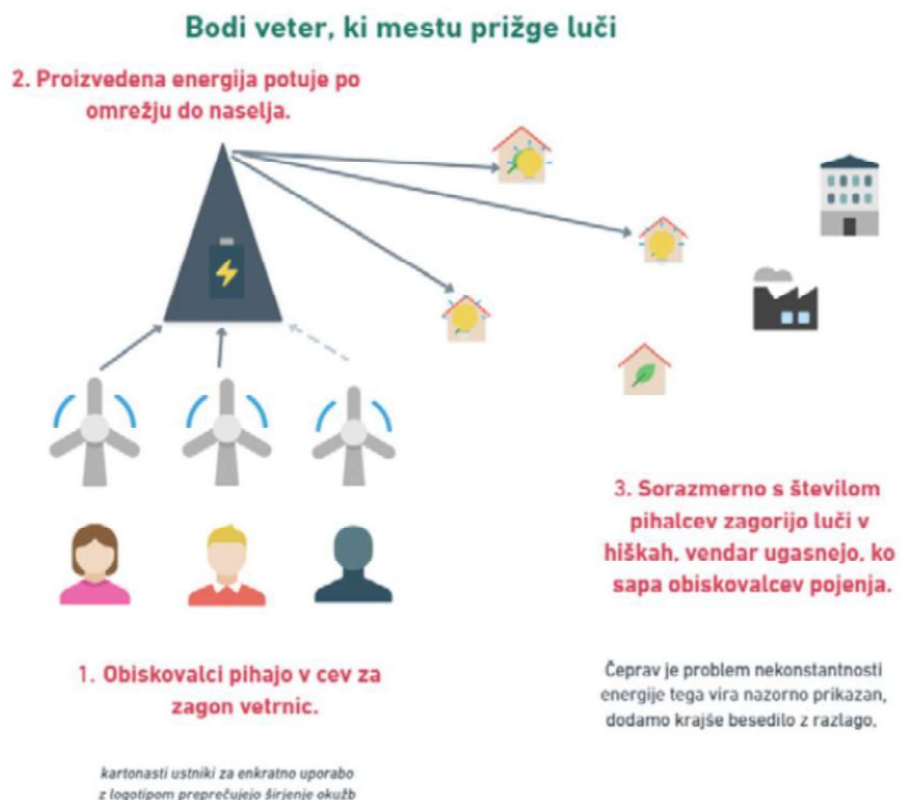 Bodi veter, ki mestu prižge luči
2. Proizvedena energija potuje po
omrežju do naselja.
3. Sorazmerno s številom
pihalcev zagorijo luči v
hiškah, vendar ugasnejo, ko
sapa obiskovalcev pojenja.
1. Obiskovalci pihajo v cev za
zagon vetrnic.
Čeprav je problem nekonstantnosti
energije tega vira nazorno prikazan,
dodamo krajše besedilo z razlago,
kartonasti ustniki za enkratno uporabo
z logotipom preprečujejo širjenje okužb